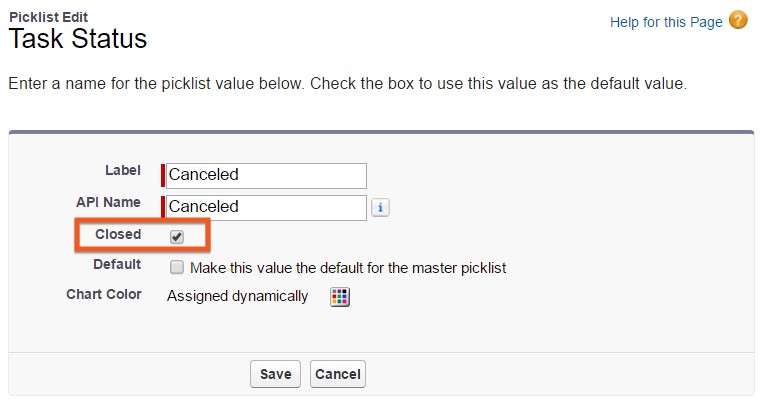 Picklist Edit
Task Status
Help for this Page ?
Enter a name for the picklist value below. Check the box to use this value as the default value.
Label Canceled
API Name Canceled i
Closed
Default Make this value the default for the master picklist
Chart Color Assigned dynamically
Save Cancel